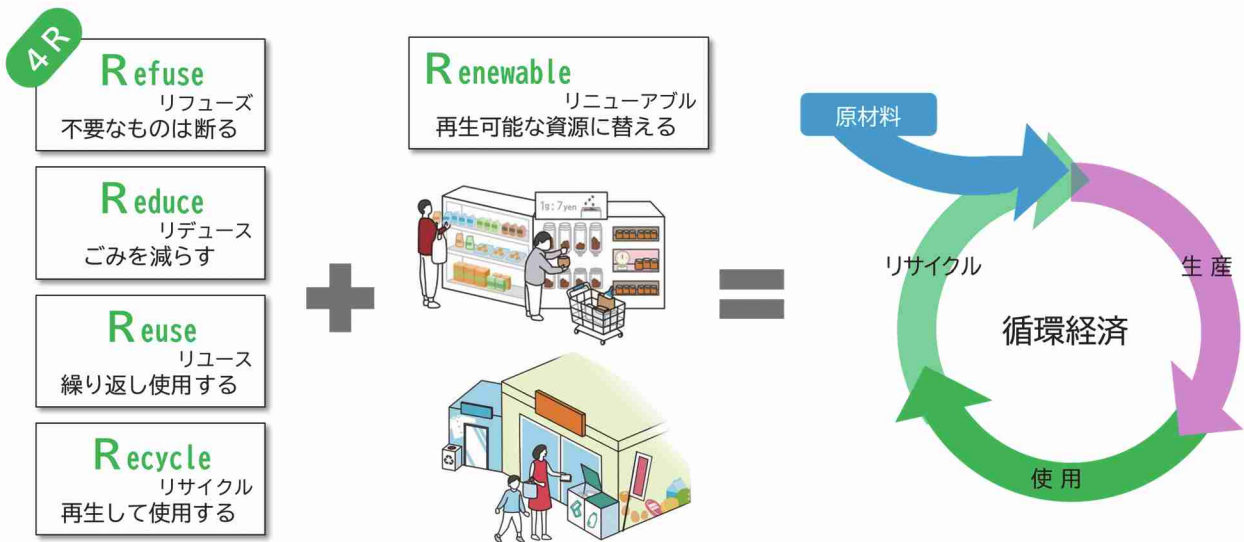 4R
Refuse
リフューズ
不要なものは断る
Reduce
リデュース
ごみを減らす
Reuse
リユース
繰り返し使用する
Recycle
リサイクル
再生して使用する
Renewable
リニューアブル
再生可能な資源に替える
1g:7yen
原材料
リサイクル
生産
循環経済
使用